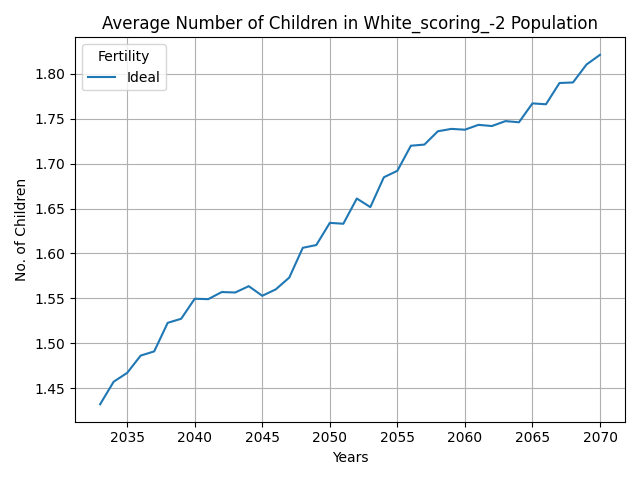 Average Number of Children in White_scoring_-2 Population
Fertility
Ideal
No. of Children
1.80
1.75
1.70
1.65
1.60
1.55
1.50
1.45
2035 2040 2045 2050 2055 2060 2065 2070
Years